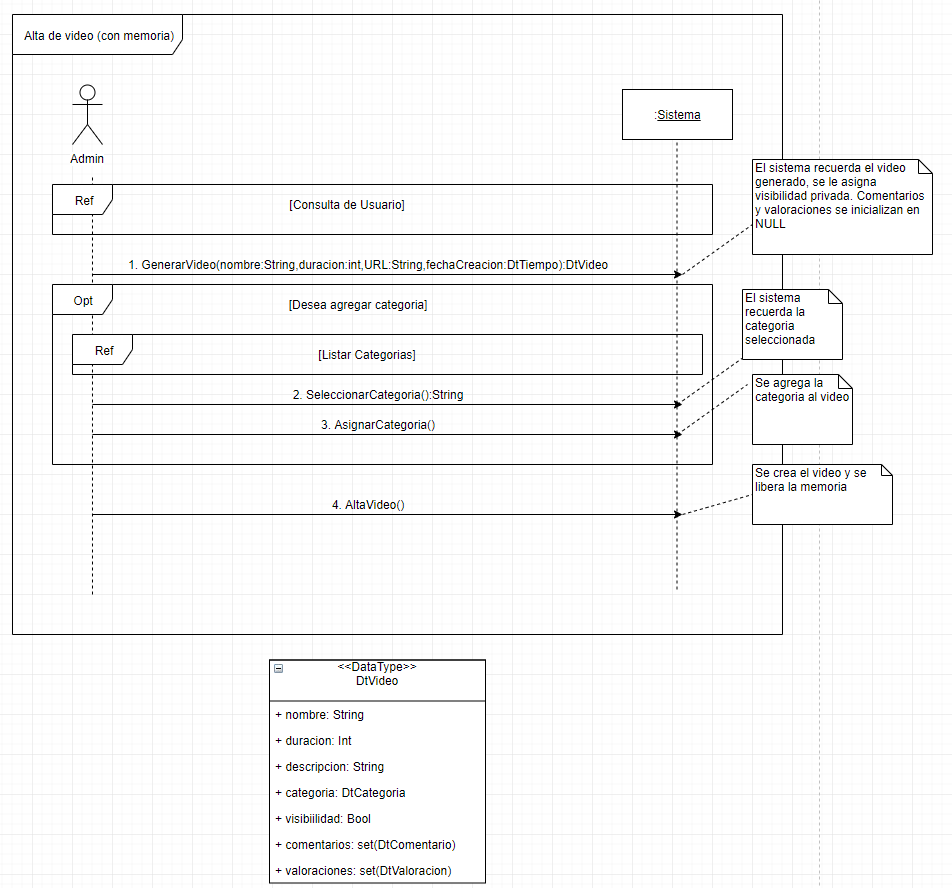 Alta de video (con memoria)
Admin
:Sistema
El sistema recuerda el video
generado, se le asigna
visibilidad privada. Comentarios
y valoraciones se inicializan en
NULL
Ref
[Consulta de Usuario]
1. GenerarVideo(nombre:String,duracion:int,URL:String,fechaCreacion:DtTiempo):DtVideo
Opt
[Desea agregar categoria]
El sistema
recuerda la
categoria
seleccionada
Ref
[Listar Categorias]
2. SeleccionarCategoria():String
Se agrega la
categoria al video
3. AsignarCategoria()
Se crea el video y se
libera la memoria
4. AltaVideo()
<<DataType>>
DtVideo
+ nombre: String
+ duracion: Int
+ descripcion: String
+ categoria: DtCategoria
+ visibiilidad: Bool
+ comentarios: set(DtComentario)
+ valoraciones: set(DtValoracion)